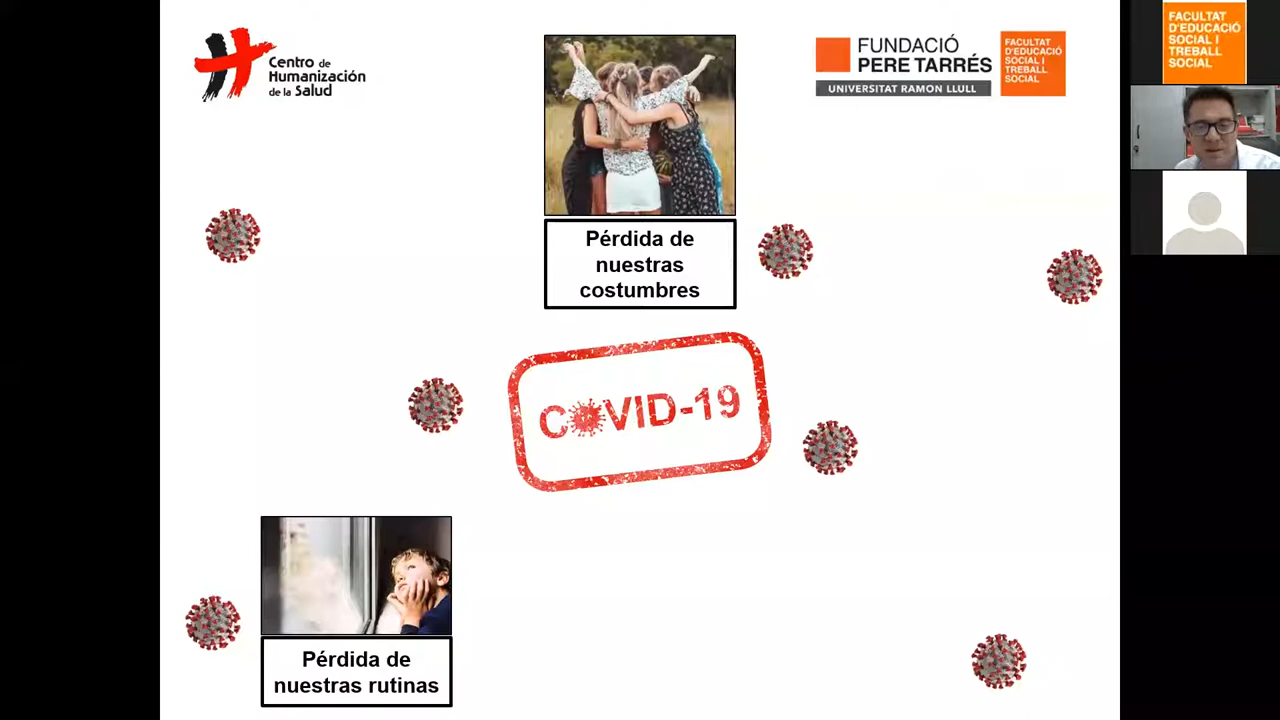 Centro de
Humanización
de la Salud
FUNDACIÓ
PERE TARRÉS
UNIVERSITAT RAMON LLULL
FACULTAT
D'EDUCACIÓ
SOCIAL I
TREBALL
SOCIAL
FACULTAT
D'EDUCACIÓ
SOCIAL I
TREBALL
SOCIAL
Pérdida de
nuestras
costumbres
COVID-19
Pérdida de
nuestras rutinas